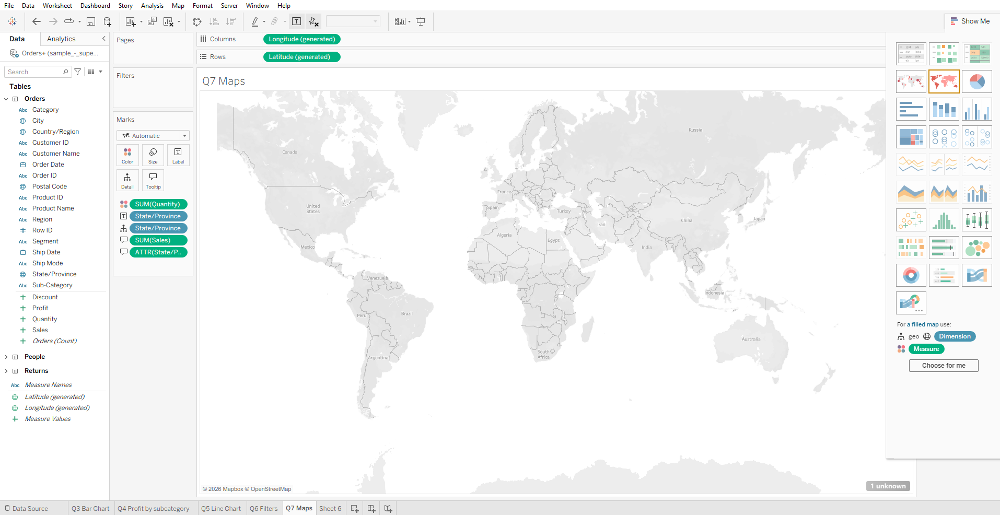 File Data Worksheet Dashboard Story Analysis Map Format Server Window Help
Show Me
Data Analytics
Orders+ (sample_-_supe...
Search
Tables
Orders
Abc Category
City
Country/Region
Abc Customer ID
Abc Customer Name
Order Date
Abc Order ID
Postal Code
Abc Product ID
Abc Product Name
Abc Region
Row ID
Abc Segment
Ship Date
Abc Ship Mode
State/Province
Abc Sub-Category
Discount
Profit
Quantity
Sales
Orders (Count)
People
Returns
Abc Measure Names
Latitude (generated)
Longitude (generated)
Measure Values
Pages
Filters
Marks
Automatic
Color Size Label
Detail Tooltip
SUM(Quantity)
State/Province
State/Province
SUM(Sales)
ATTR(State/P..
Columns Longitude (generated)
Rows Latitude (generated)
Q7 Maps
Russia
Canada
France
United
States
Spain
Turkey
China
Japan
Iran
Algeria
Egypt
India
Mexico
Venezuela
Indonesia
Peru
Brazil
Australia
South
Africa
Argentina
© 2026 Mapbox © OpenStreetMap
1 unknown
For a filled map use:
geo Dimension
Measure
Choose for me
Data Source Q3 Bar Chart Q4 Profit by subcategory Q5 Line Chart Q6 Filters Q7 Maps Sheet 6